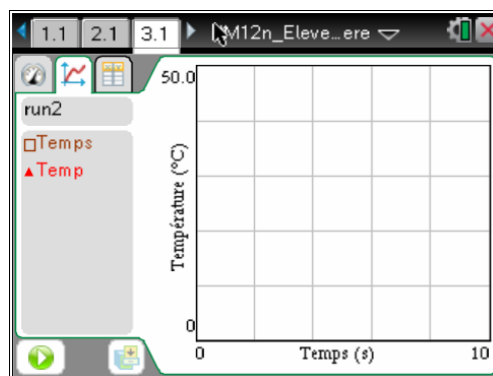 1.1 2.1 3.1 M12n_Eleve...ere
run2
Temps
Temp
50.0
Température (°C)
0
0 Temps (s) 10